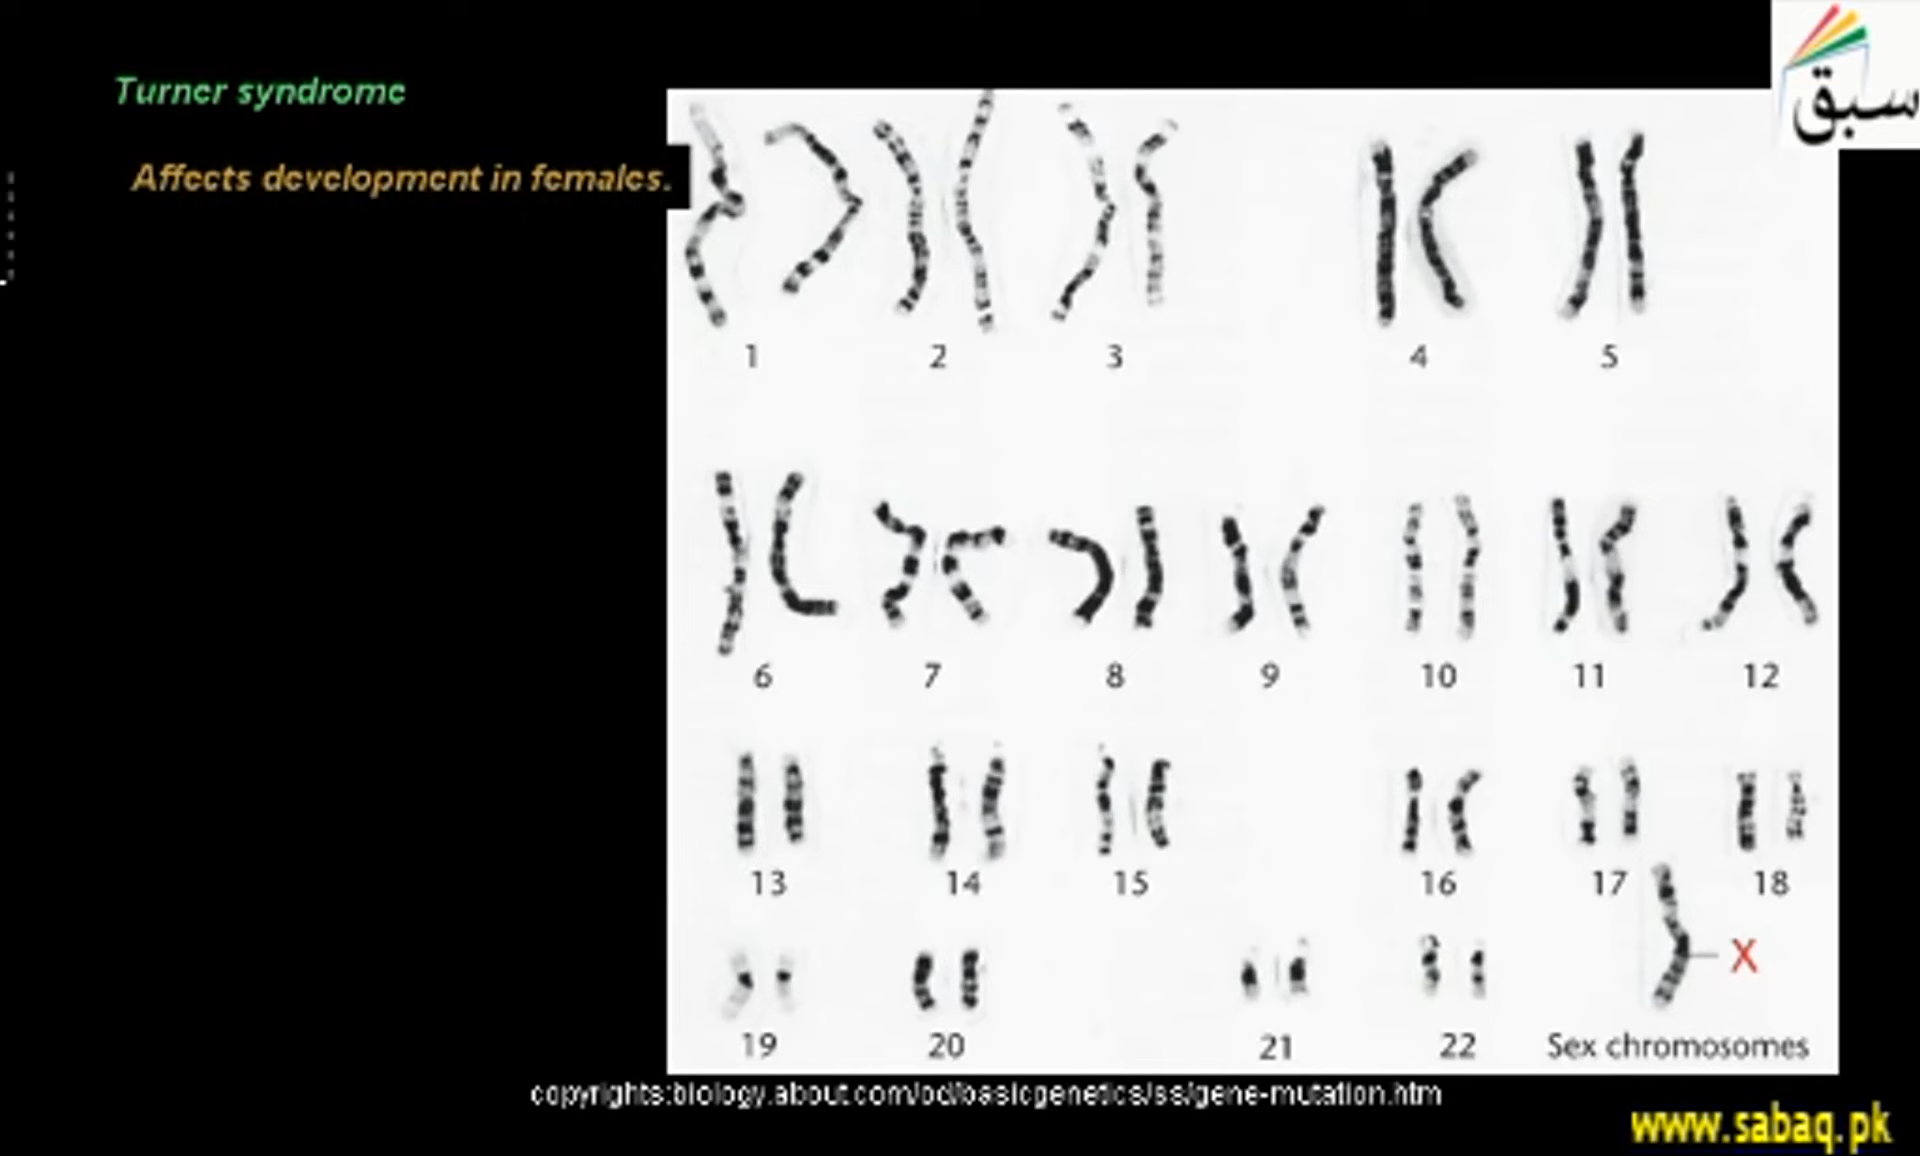 سبق
Turner syndrome
Affects development in females.
1 2 3 4 5
6 7 8 9 10 11 12
13 14 15 16 17 18
X
19 20 21 22 Sex chromosomes
copyrights:biology.about.com/od/basicgenetics/ss/gene-mutation.htm
www.sabaq.pk